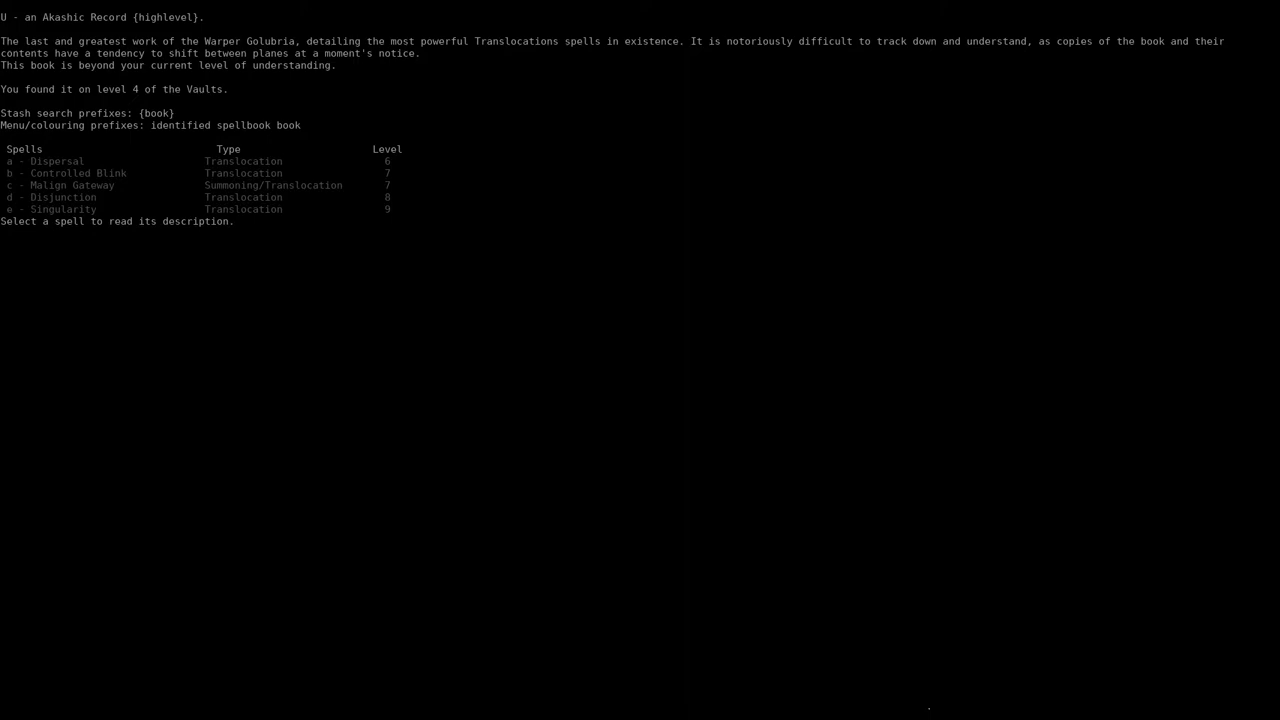 U - an Akashic Record {highlevel}.
The last and greatest work of the Warper Golubria, detailing the most powerful Translocations spells in existence. It is notoriously difficult to track down and understand, as copies of the book and their
contents have a tendency to shift between planes at a moment's notice.
This book is beyond your current level of understanding.
You found it on level 4 of the Vaults.
Stash search prefixes: {book}
Menu/colouring prefixes: identified spellbook book
Spells Type Level
a - Dispersal Translocation 6
b - Controlled Blink Translocation 7
c - Malign Gateway Summoning/Translocation 7
d - Disjunction Translocation 8
e - Singularity Translocation 9
Select a spell to read its description.